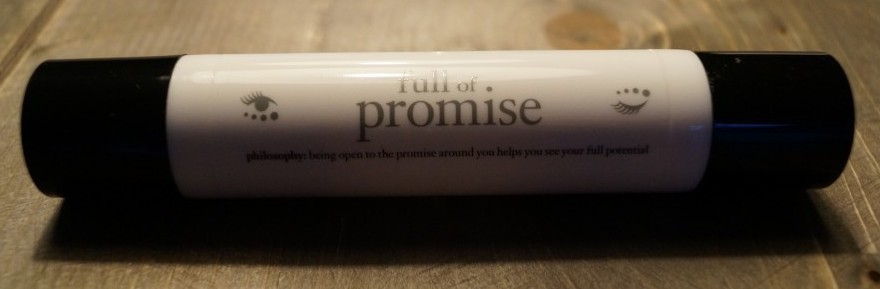 full of
promise
philosophy: being open to the promise around you helps you see your full potential